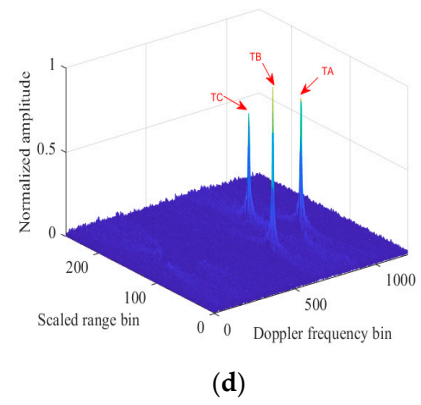 1
TB
TA
TC
0.5
0
Normalized amplitude
200
100
0
0
500
1000
Scaled range bin
Doppler frequency bin
(d)